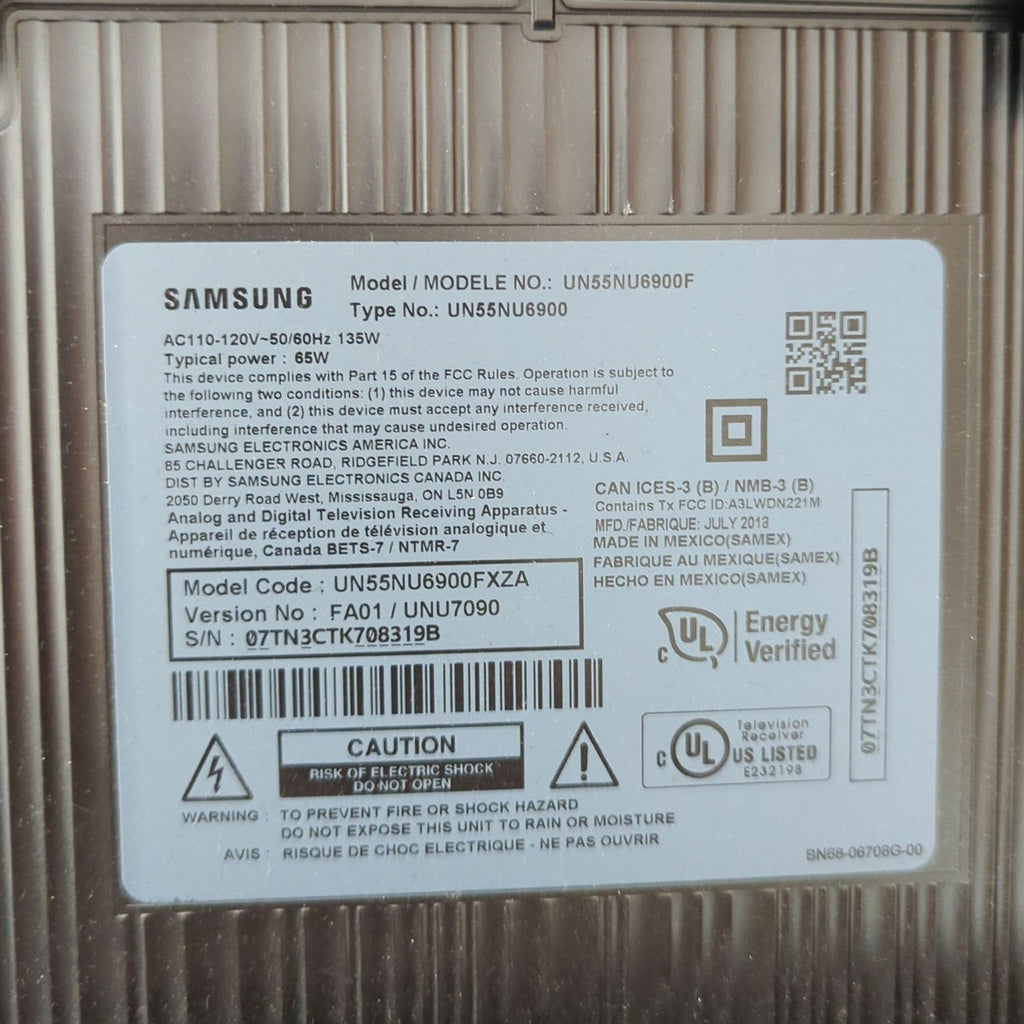 SAMSUNG
Model / MODELE NO.: UN55NU6900F
Type No.: UN55NU6900
AC110-120V~50/60Hz 135W
Typical power : 65W
This device complies with Part 15 of the FCC Rules. Operation is subject to
the following two conditions: (1) this device may not cause harmful
interference, and (2) this device must accept any interference received,
including interference that may cause undesired operation.
SAMSUNG ELECTRONICS AMERICA INC.
85 CHALLENGER ROAD, RIDGEFIELD PARK N.J. 07660-2112, U.S.A.
DIST BY SAMSUNG ELECTRONICS CANADA INC.
2050 Derry Road West, Mississauga, ON L5N 0B9
Analog and Digital Television Receiving Apparatus -
Appareil de réception de télévision analogique et
numérique, Canada BETS-7 / NTMR-7
CAN ICES-3 (B) / NMB-3 (B)
Contains Tx FCC ID:A3LWDN221M
MFD./FABRIQUE: JULY 2018
MADE IN MEXICO(SAMEX)
FABRIQUE AU MEXIQUE(SAMEX)
HECHO EN MEXICO(SAMEX)
Model Code : UN55NU6900FXZA
Version No : FA01 / UNU7090
S/N : 07TN3CTK708319B
c UL Energy
Verified
07TN3CTK708319B
CAUTION
RISK OF ELECTRIC SHOCK
DO NOT OPEN
c UL US LISTED
Television
Receiver
E232198
WARNING : TO PREVENT FIRE OR SHOCK HAZARD
DO NOT EXPOSE THIS UNIT TO RAIN OR MOISTURE
AVIS : RISQUE DE CHOC ELECTRIQUE - NE PAS OUVRIR
BN68-06708G-00